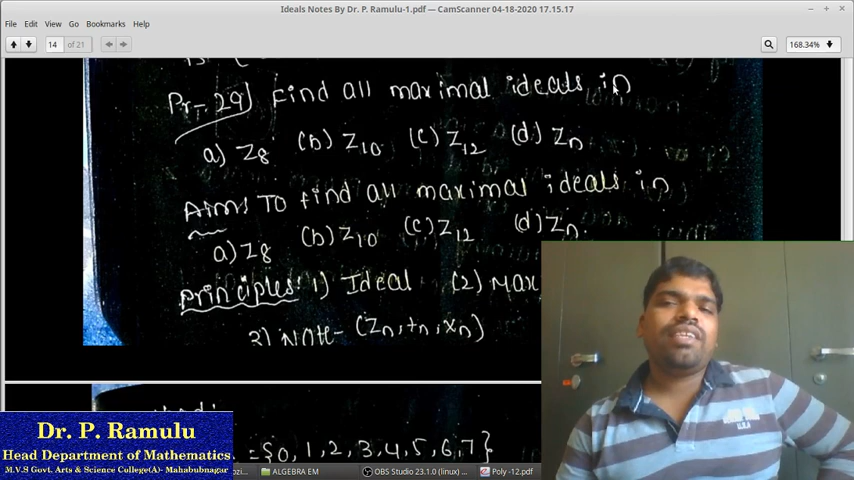 Ideals Notes By Dr. P. Ramulu-1.pdf — CamScanner 04-18-2020 17.15.17
File Edit View Go Bookmarks Help
14 of 21
168.34%
Pr-29) Find all maximal ideals in
a) Z8 (b) Z10 (c) Z12 (d) Zn
Aim: To find all maximal ideals in
a) Z8 (b) Z10 (c) Z12 (d) Zn.
Principles: 1) Ideal (2) Max
3) Note- (Zn, +n, ×n)
= {0, 1, 2, 3, 4, 5, 6, 7}
Dr. P. Ramulu
Head Department of Mathematics
M.V.S Govt. Arts & Science College(A)- Mahabubnagar
ALGEBRA EM
OBS Studio 23.1.0 (linux) ...
Poly -12.pdf